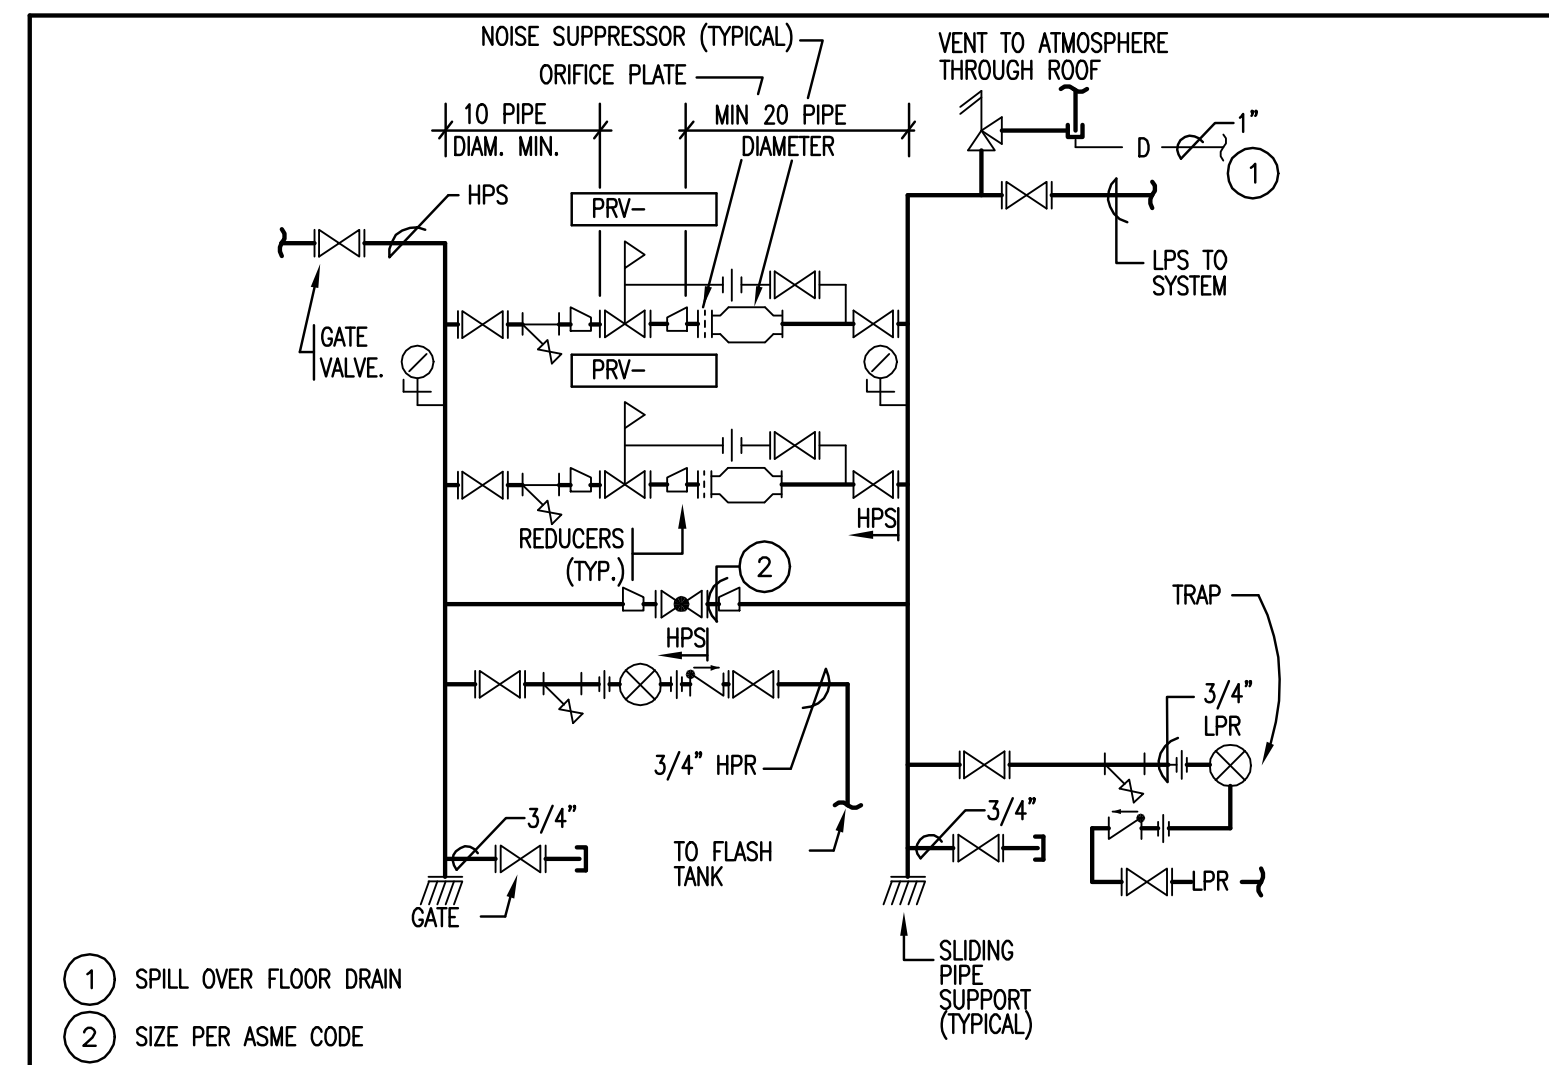 NOISE SUPPRESSOR (TYPICAL)
ORIFICE PLATE
VENT TO ATMOSPHERE
THROUGH ROOF
10 PIPE
DIAM. MIN.
MIN 20 PIPE
DIAMETER
D
1"
1
HPS
PRV-
LPS TO
SYSTEM
GATE
VALVE.
PRV-
HPS
REDUCERS
(TYP.)
2
HPS
TRAP
3/4" HPR
3/4"
LPR
3/4"
3/4"
TO FLASH
TANK
LPR
GATE
SLIDING
PIPE
SUPPORT
(TYPICAL)
1 SPILL OVER FLOOR DRAIN
2 SIZE PER ASME CODE